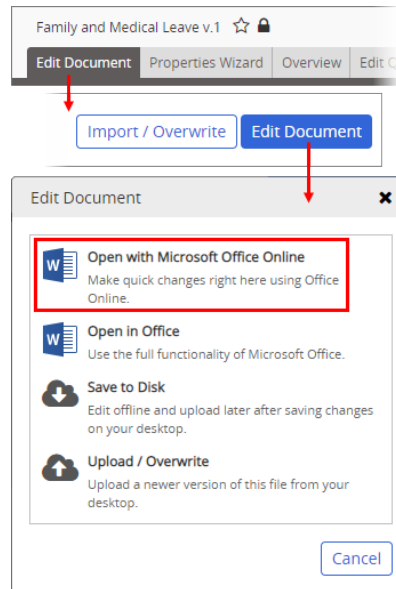 Family and Medical Leave v.1
Edit Document Properties Wizard Overview Edit
Import / Overwrite Edit Document
Edit Document
W Open with Microsoft Office Online
Make quick changes right here using Office
Online.
W Open in Office
Use the full functionality of Microsoft Office.
Save to Disk
Edit offline and upload later after saving changes
on your desktop.
Upload / Overwrite
Upload a newer version of this file from your
desktop.
Cancel